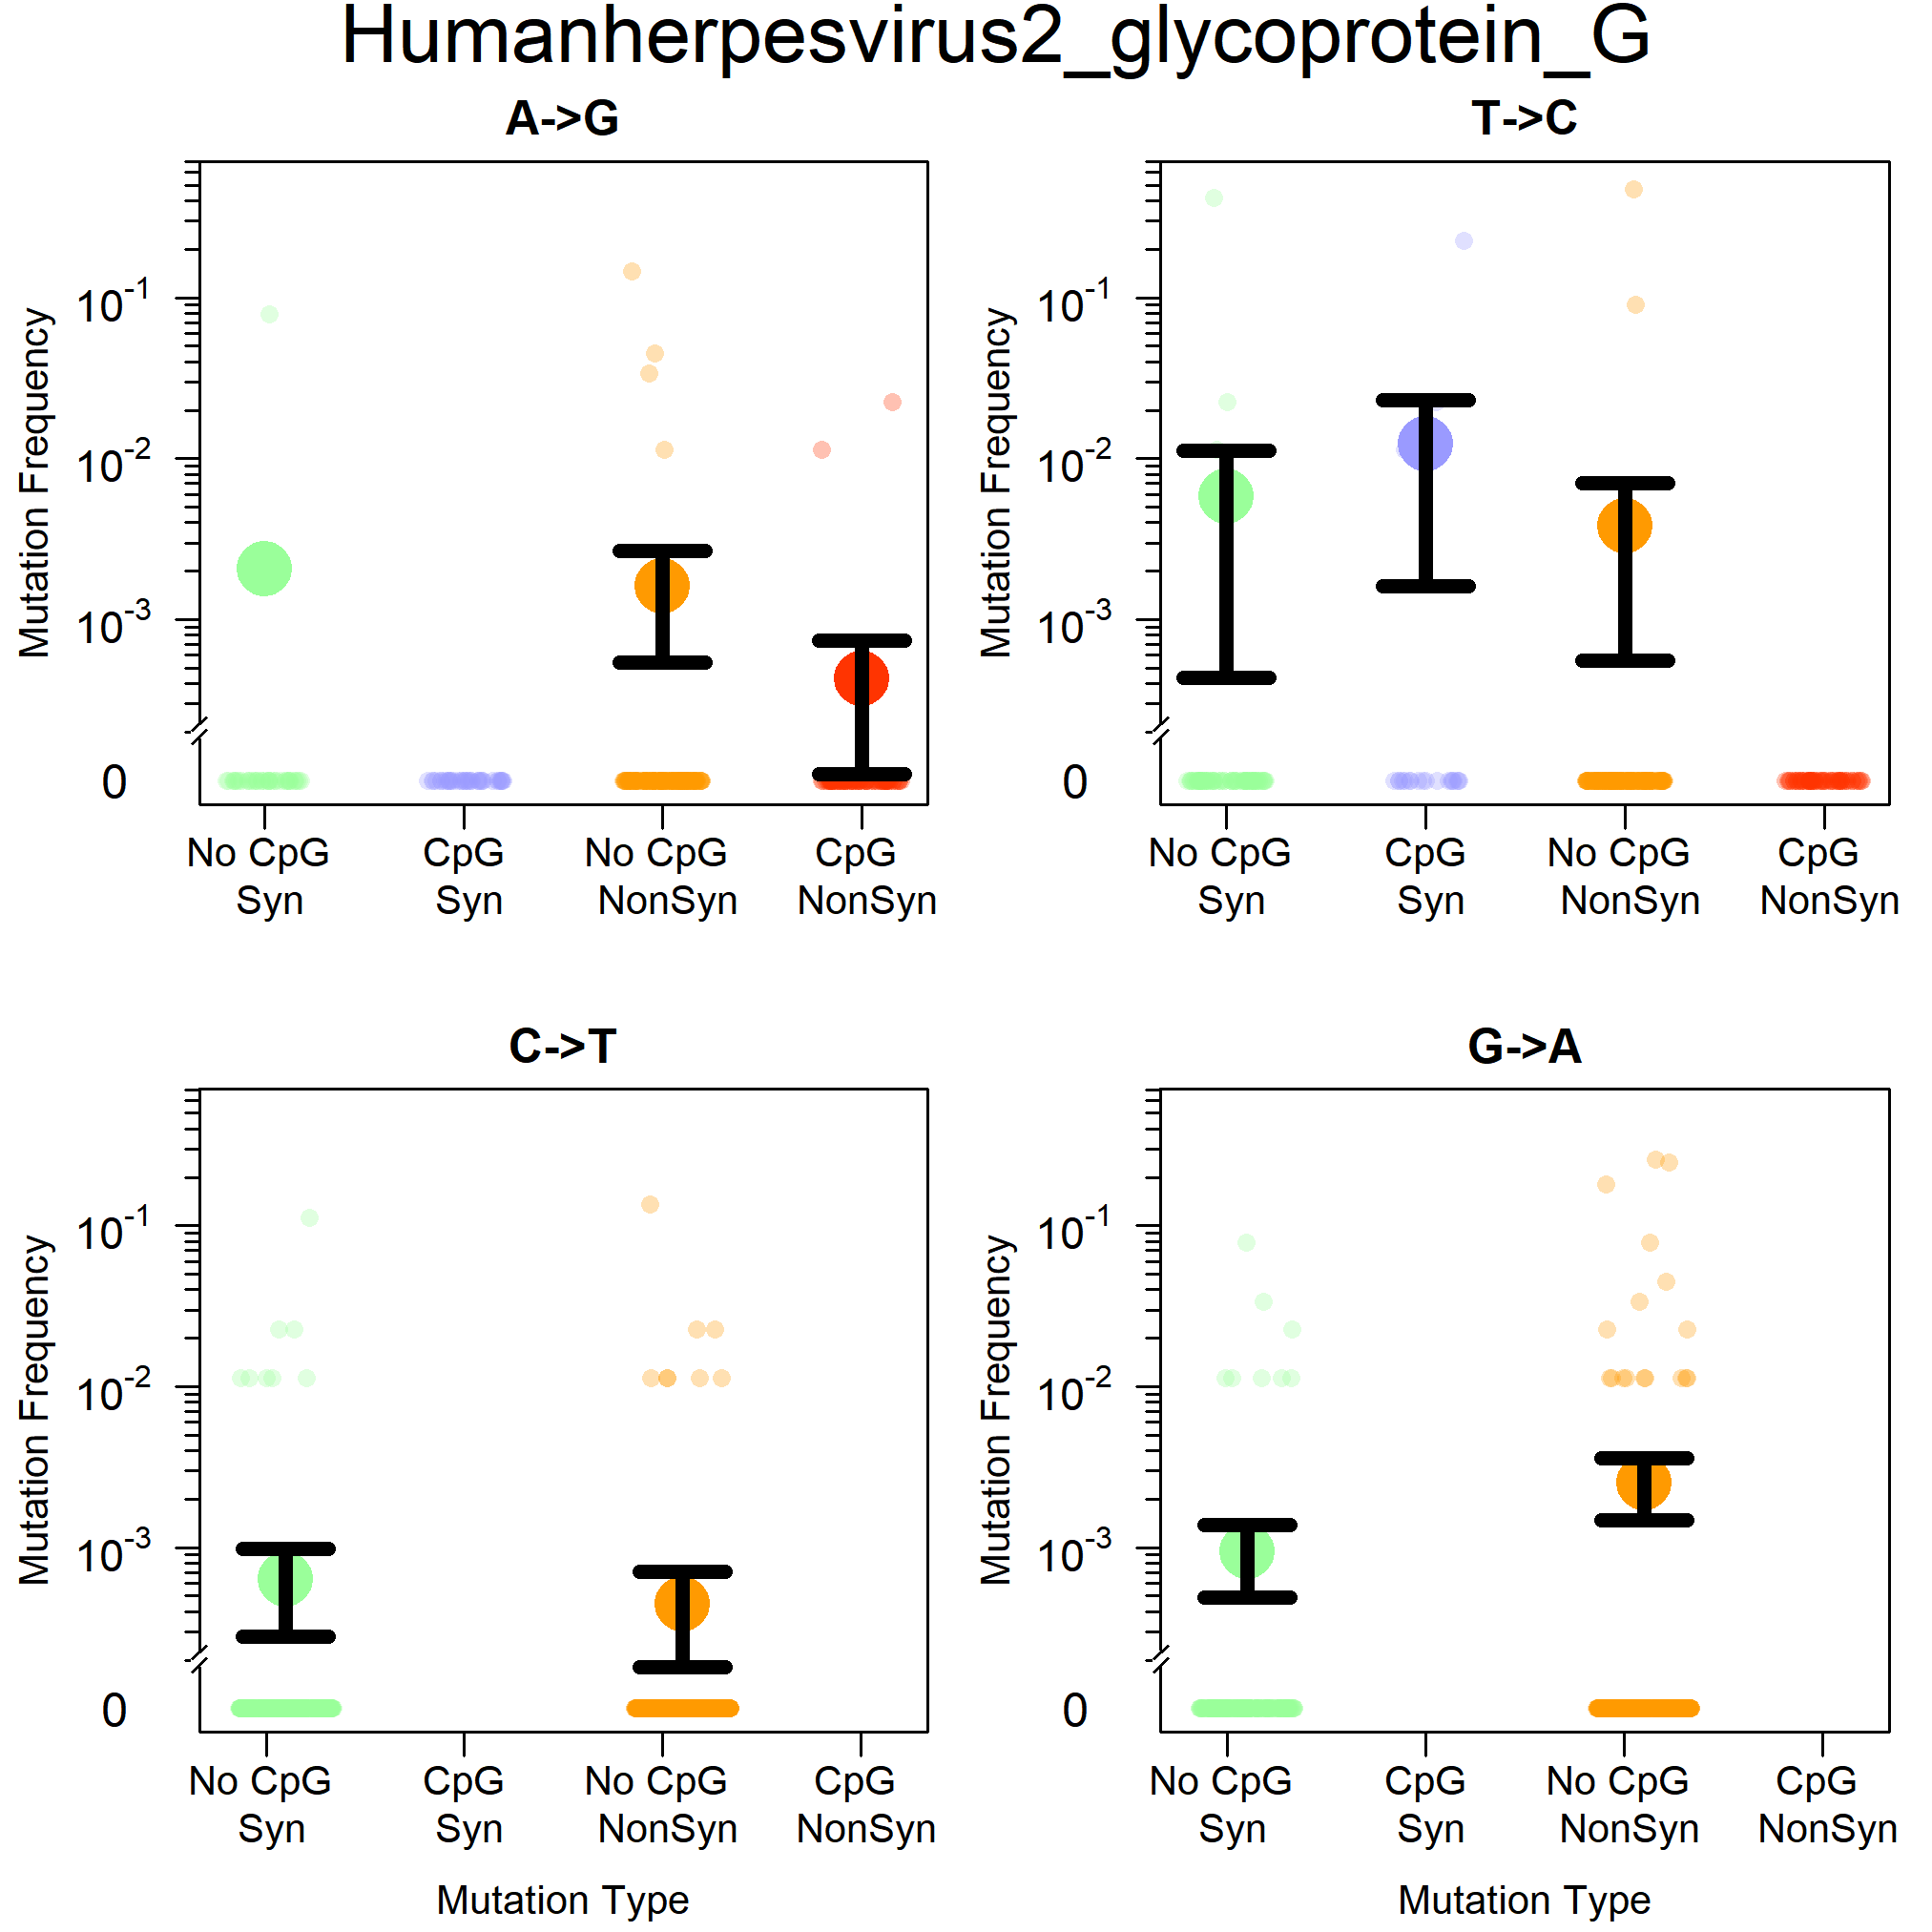 Humanherpesvirus2_glycoprotein_G
A->G
T->C
Mutation Frequency
10-1
10-2
10-3
0
No CpG
Syn
CpG
Syn
No CpG
NonSyn
CpG
NonSyn
Mutation Frequency
10-1
10-2
10-3
0
No CpG
Syn
CpG
Syn
No CpG
NonSyn
CpG
NonSyn
C->T
G->A
Mutation Frequency
10-1
10-2
10-3
0
No CpG
Syn
CpG
Syn
No CpG
NonSyn
CpG
NonSyn
Mutation Type
Mutation Frequency
10-1
10-2
10-3
0
No CpG
Syn
CpG
Syn
No CpG
NonSyn
CpG
NonSyn
Mutation Type